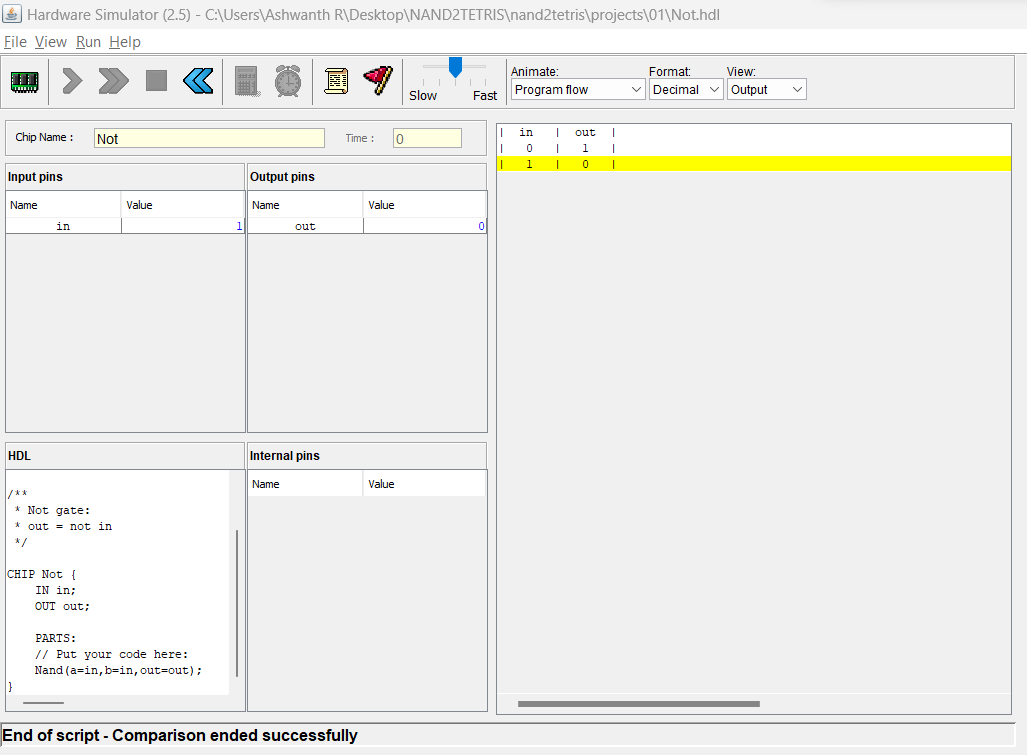 Hardware Simulator (2.5) - C:\Users\Ashwanth R\Desktop\NAND2TETRIS\nand2tetris\projects\01\Not.hdl
File View Run Help
Slow Fast
Animate:
Program flow
Format:
Decimal
View:
Output
Chip Name : Not Time : 0
Input pins
Name Value
in 1
Output pins
Name Value
out 0
HDL
/**
* Not gate:
* out = not in
*/
CHIP Not {
IN in;
OUT out;
PARTS:
// Put your code here:
Nand(a=in,b=in,out=out);
}
Internal pins
Name Value
| in | out |
| 0 | 1 |
| 1 | 0 |
End of script - Comparison ended successfully